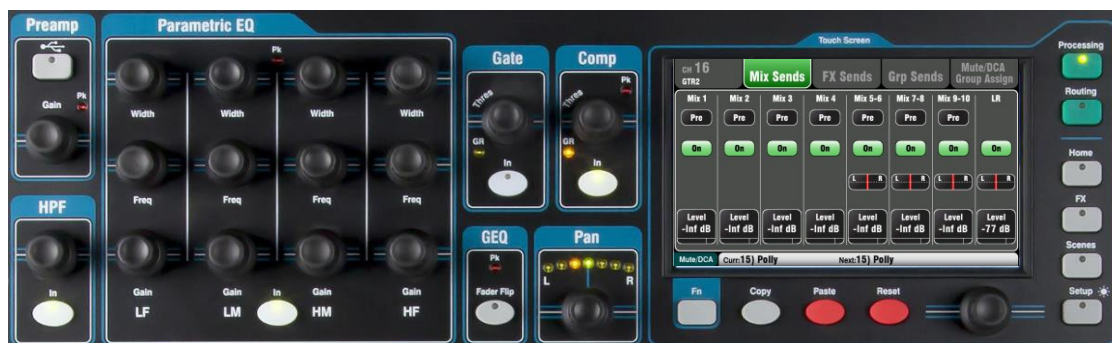 Preamp
Gain
Pk
HPF
In
Parametric EQ
Pk
Width Width Width Width
Freq Freq Freq Freq
Gain Gain In Gain Gain
LF LM HM HF
Gate
Thres
GR
In
Comp
Pk
Thres
GR
In
GEQ
Pk
Fader Flip
Pan
L R
Touch Screen
CH 16
GTR2
Mix Sends
FX Sends
Grp Sends
Mute/DCA
Group Assign
Mix 1 Mix 2 Mix 3 Mix 4 Mix 5-6 Mix 7-8 Mix 9-10 LR
Pre Pre Pre Pre Pre Pre Pre
On On On On On On On On
L R L R L R L R
Level Level Level Level Level Level Level Level
-Inf dB -Inf dB -Inf dB -Inf dB -Inf dB -Inf dB -Inf dB -77 dB
Mute/DCA Curr:15) Polly Next:15) Polly
Fn Copy Paste Reset
Processing
Routing
Home
FX
Scenes
Setup